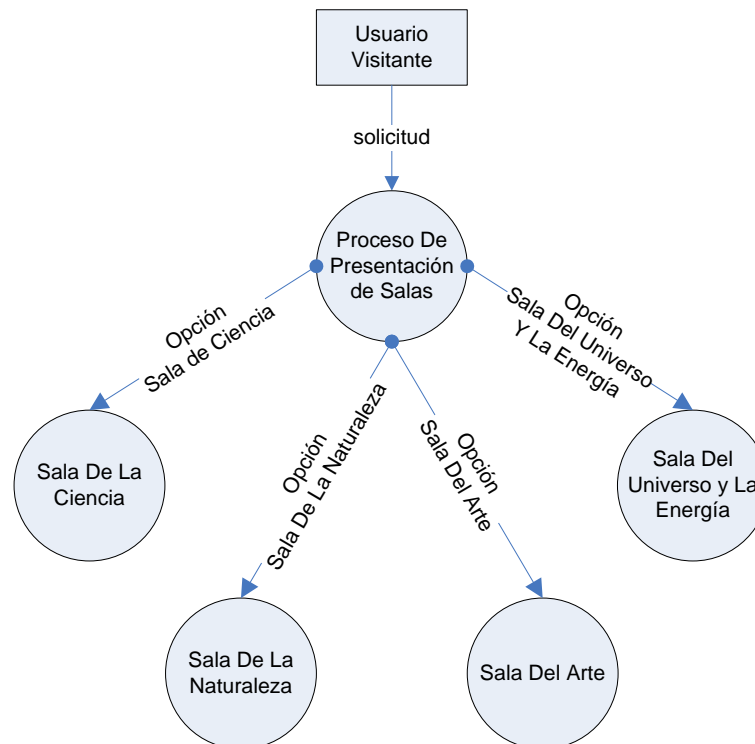 Usuario
Visitante
solicitud
Proceso De
Presentación
de Salas
Opción
Sala de Ciencia
Opción
Sala De La Naturaleza
Opción
Sala Del Arte
Opción
Sala Del Universo
Y La Energía
Sala De La
Ciencia
Sala Del
Universo y La
Energía
Sala De La
Naturaleza
Sala Del Arte